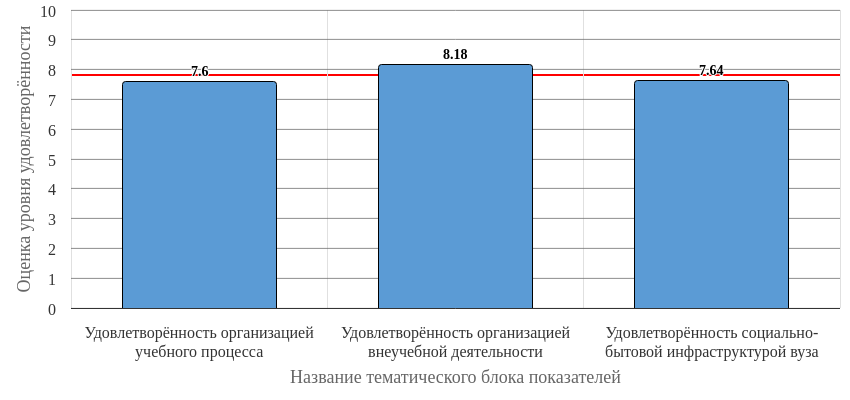 Оценка уровня удовлетворённости
10
9
8
7
6
5
4
3
2
1
0
7.6
8.18
7.64
Удовлетворённость организацией
учебного процесса
Удовлетворённость организацией
внеучебной деятельности
Удовлетворённость социально-
бытовой инфраструктурой вуза
Название тематического блока показателей